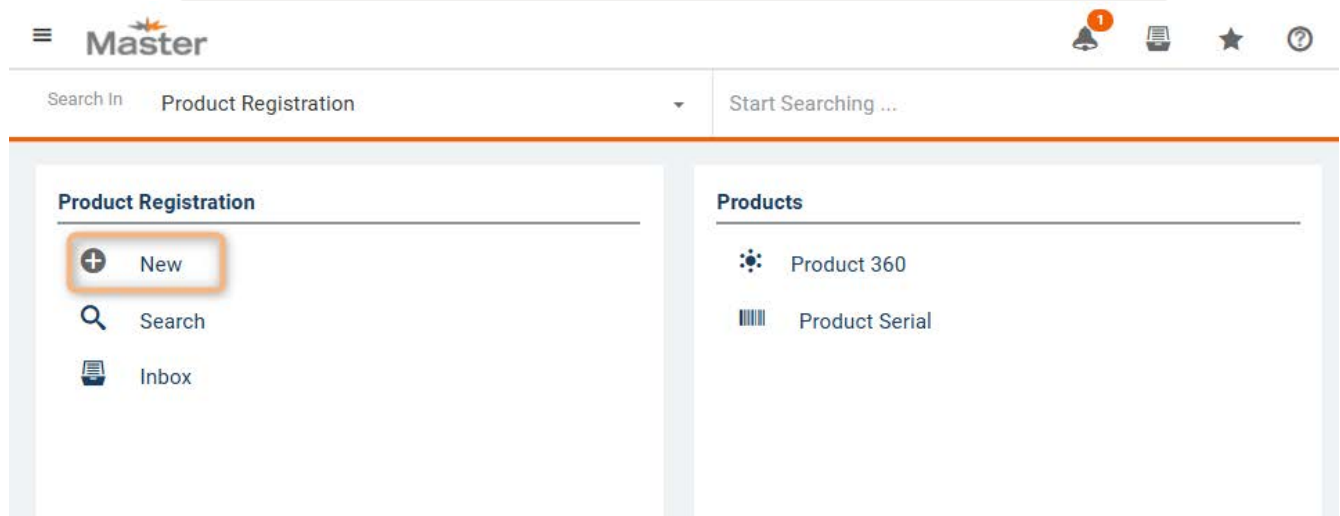 Master
1
Search In Product Registration
Start Searching ...
Product Registration
New
Search
Inbox
Products
Product 360
Product Serial